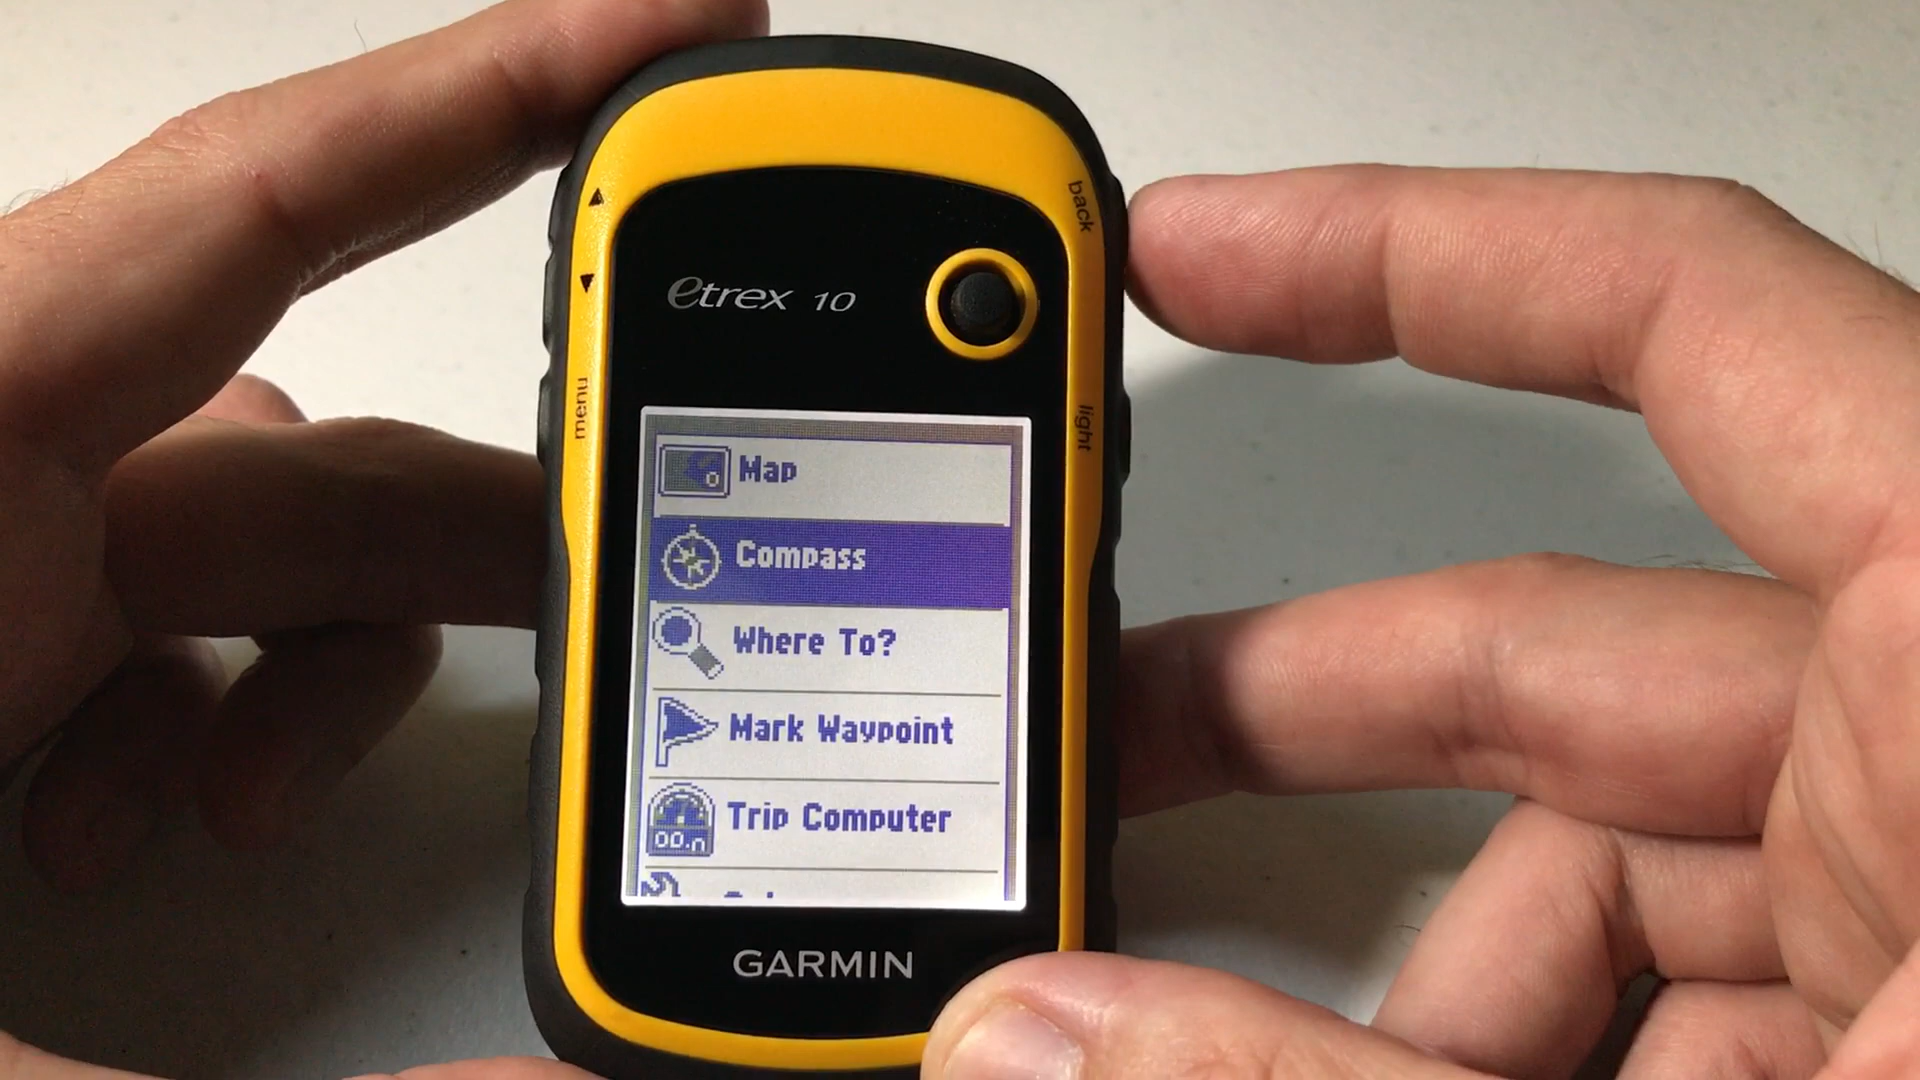 back
etrex 10
menu
light
Map
Compass
Where To?
Mark Waypoint
Trip Computer
00.0
GARMIN